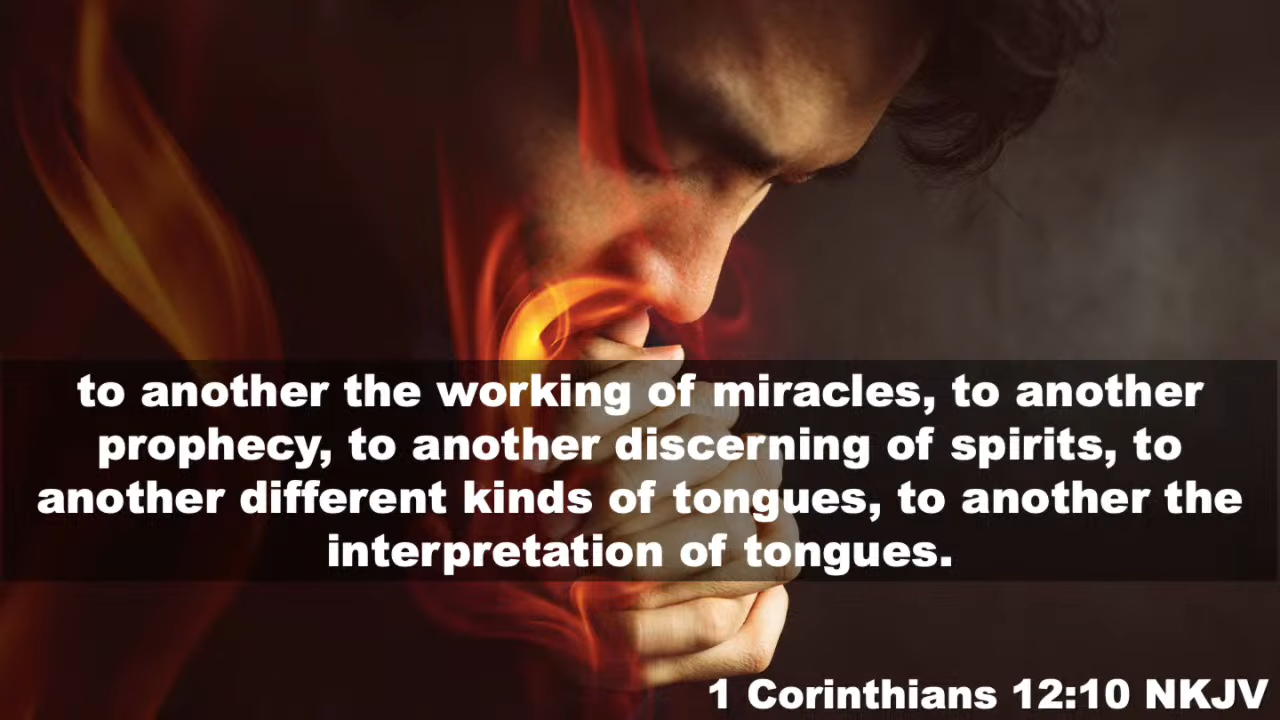 to another the working of miracles, to another
prophecy, to another discerning of spirits, to
another different kinds of tongues, to another the
interpretation of tongues.
1 Corinthians 12:10 NKJV